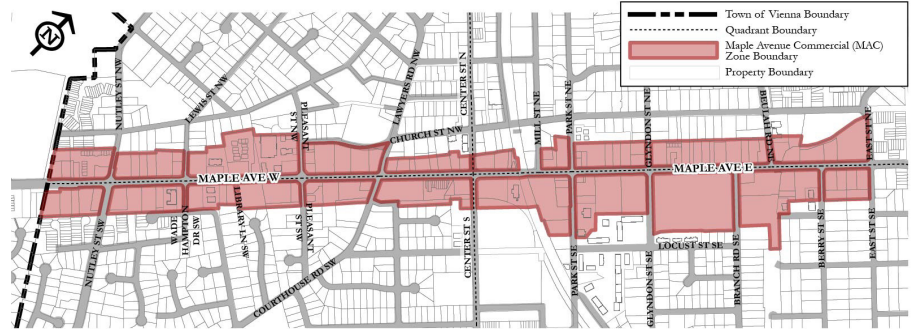 N
Town of Vienna Boundary
Quadrant Boundary
Maple Avenue Commercial (MAC)
Zone Boundary
Property Boundary
NUTLEY ST NW
LEWIS ST NW
PLEASANT
ST NW
LAWYERS RD NW
CHURCH ST NW
CENTER ST N
MILL ST NE
PARK ST NE
GLYNDON ST NE
BEULAH RD NE
EAST ST NE
MAPLE AVE W
MAPLE AVE E
NUTLEY ST SW
WADE
HAMPTON
DR SW
LIBRARY LN SW
PLEASANT
ST SW
COURTHOUSE RD SW
CENTER ST S
PARK ST SE
LOCUST ST SE
GLYNDON ST SE
BRANCH RD SE
BERRY ST SE
EAST ST SE